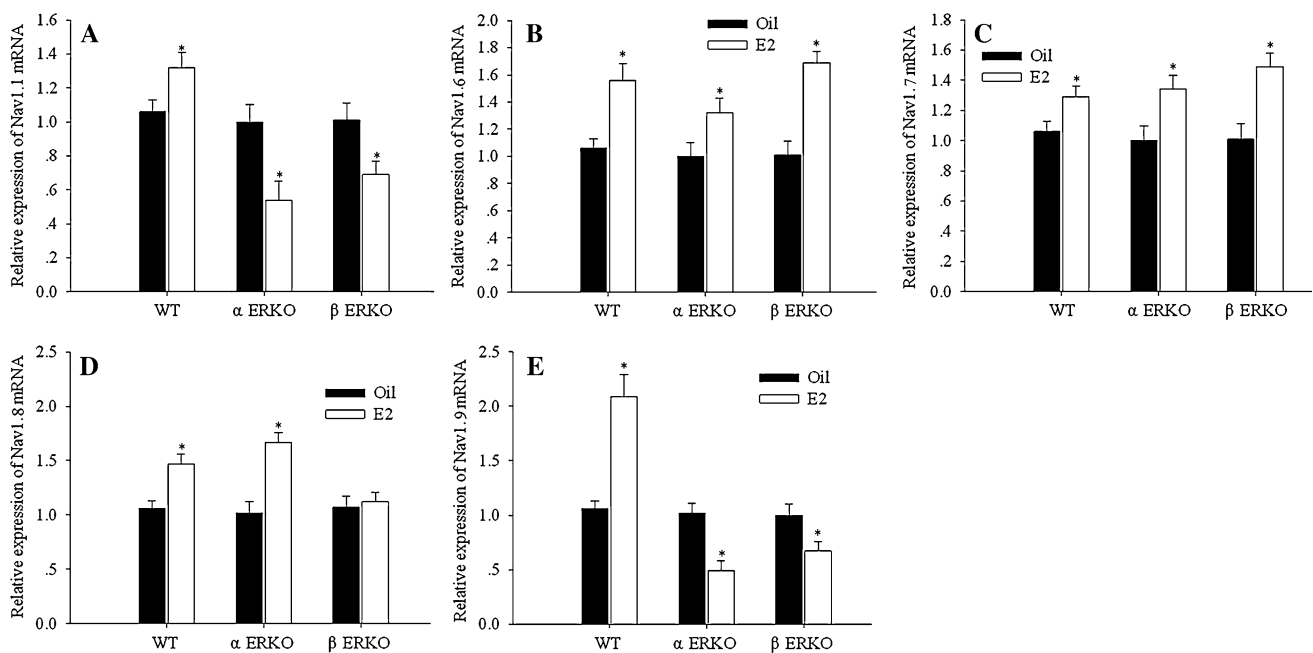 A
Relative expression of Nav1.1 mRNA
1.6
1.4
1.2
1.0
.8
.6
.4
.2
0.0
*
*
*
WT
α ERKO
β ERKO
B
Relative expression of Nav1.6 mRNA
2.0
1.8
1.6
1.4
1.2
1.0
.8
.6
.4
.2
0.0
Oil
E2
*
*
*
WT
α ERKO
β ERKO
C
Relative expression of Nav1.7 mRNA
1.8
1.6
1.4
1.2
1.0
.8
.6
.4
.2
0.0
Oil
E2
*
*
*
WT
α ERKO
β ERKO
D
Relative expression of Nav1.8 mRNA
2.5
2.0
1.5
1.0
.5
0.0
Oil
E2
*
*
WT
α ERKO
β ERKO
E
Relative expression of Nav1.9 mRNA
2.5
2.0
1.5
1.0
.5
0.0
Oil
E2
*
*
*
WT
α ERKO
β ERKO